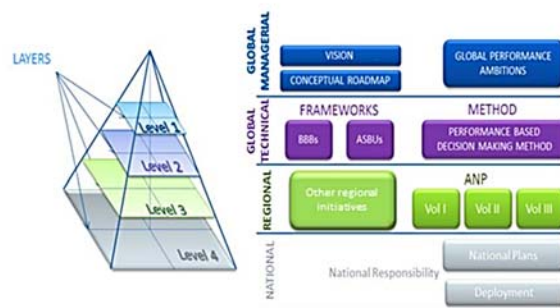 LAYERS
Level 1
Level 2
Level 3
Level 4
GLOBAL
MANAGERIAL
VISION
CONCEPTUAL ROADMAP
GLOBAL PERFORMANCE
AMBITIONS
GLOBAL
TECHNICAL
FRAMEWORKS
BBBs
ASBUs
METHOD
PERFORMANCE BASED
DECISION MAKING METHOD
REGIONAL
Other regional
initiatives
ANP
Vol I
Vol II
Vol III
NATIONAL
National Responsibility
National Plans
Deployment